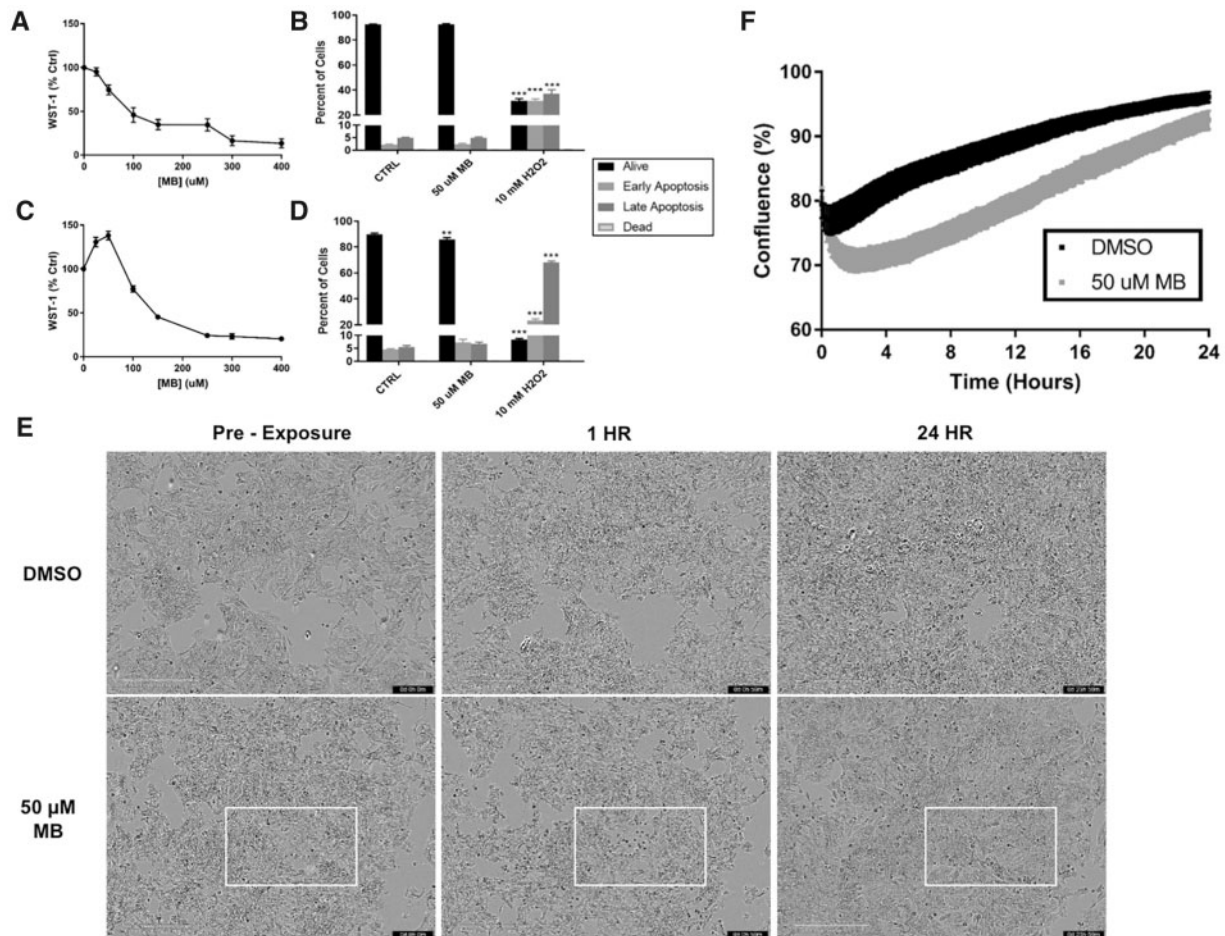 A
WST-1 (% Ctrl)
150
100
50
0
0 100 200 300 400
[MB] (uM)
B
Percent of Cells
100
80
60
40
20
10
5
0
*** *** ***
CTRL
50 uM MB
10 mM H2O2
Alive
Early Apoptosis
Late Apoptosis
Dead
C
WST-1 (% Ctrl)
150
100
50
0
0 100 200 300 400
[MB] (uM)
D
Percent of Cells
100
80
60
40
20
10
5
0
**
*** *** ***
CTRL
50 uM MB
10 mM H2O2
F
Confluence (%)
100
90
80
70
60
0 4 8 12 16 20 24
Time (Hours)
DMSO
50 uM MB
E
Pre - Exposure 1 HR 24 HR
DMSO
0d 0h 0m
50 µM
MB